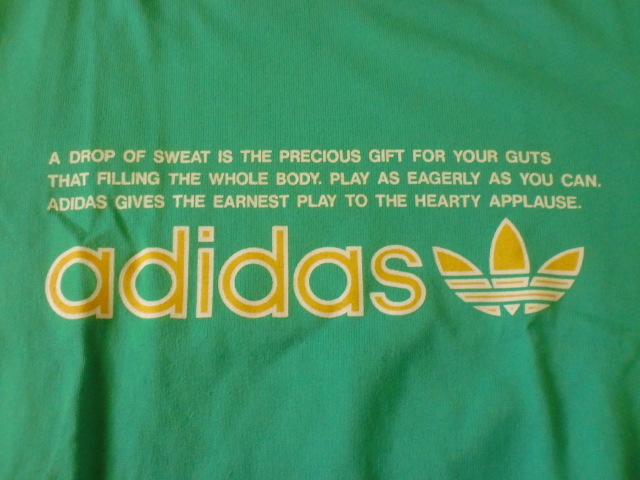 A DROP OF SWEAT IS THE PRECIOUS GIFT FOR YOUR GUTS
THAT FILLING THE WHOLE BODY. PLAY AS EAGERLY AS YOU CAN.
ADIDAS GIVES THE EARNEST PLAY TO THE HEARTY APPLAUSE.
adidas